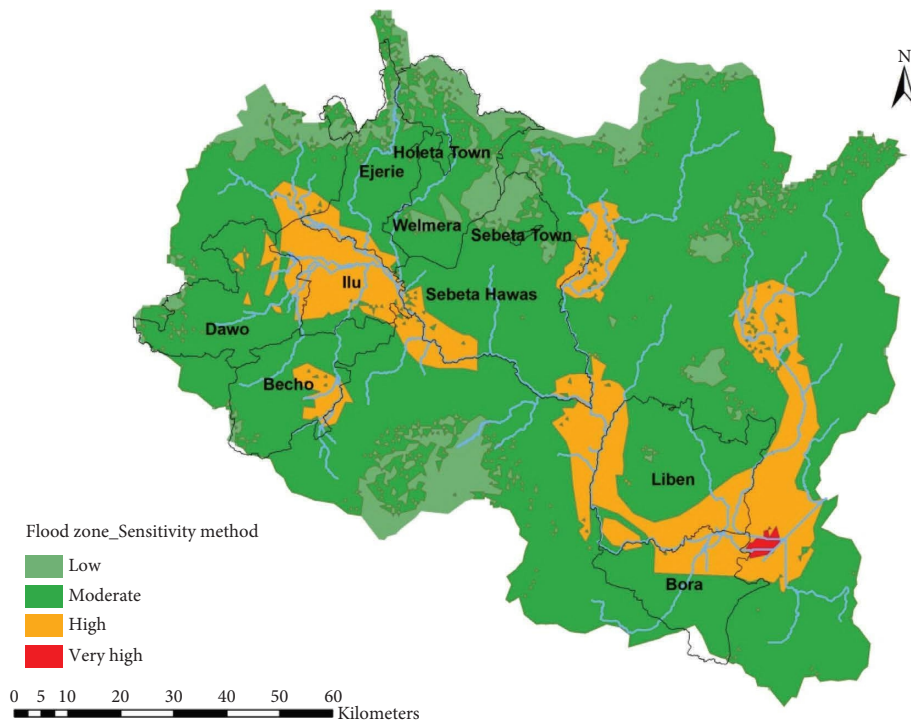 N
Holeta Town
Ejerie
Welmera
Sebeta Town
Ilu
Sebeta Hawas
Dawo
Becho
Liben
Bora
Flood zone_Sensitivity method
Low
Moderate
High
Very high
0 5 10 20 30 40 50 60
Kilometers